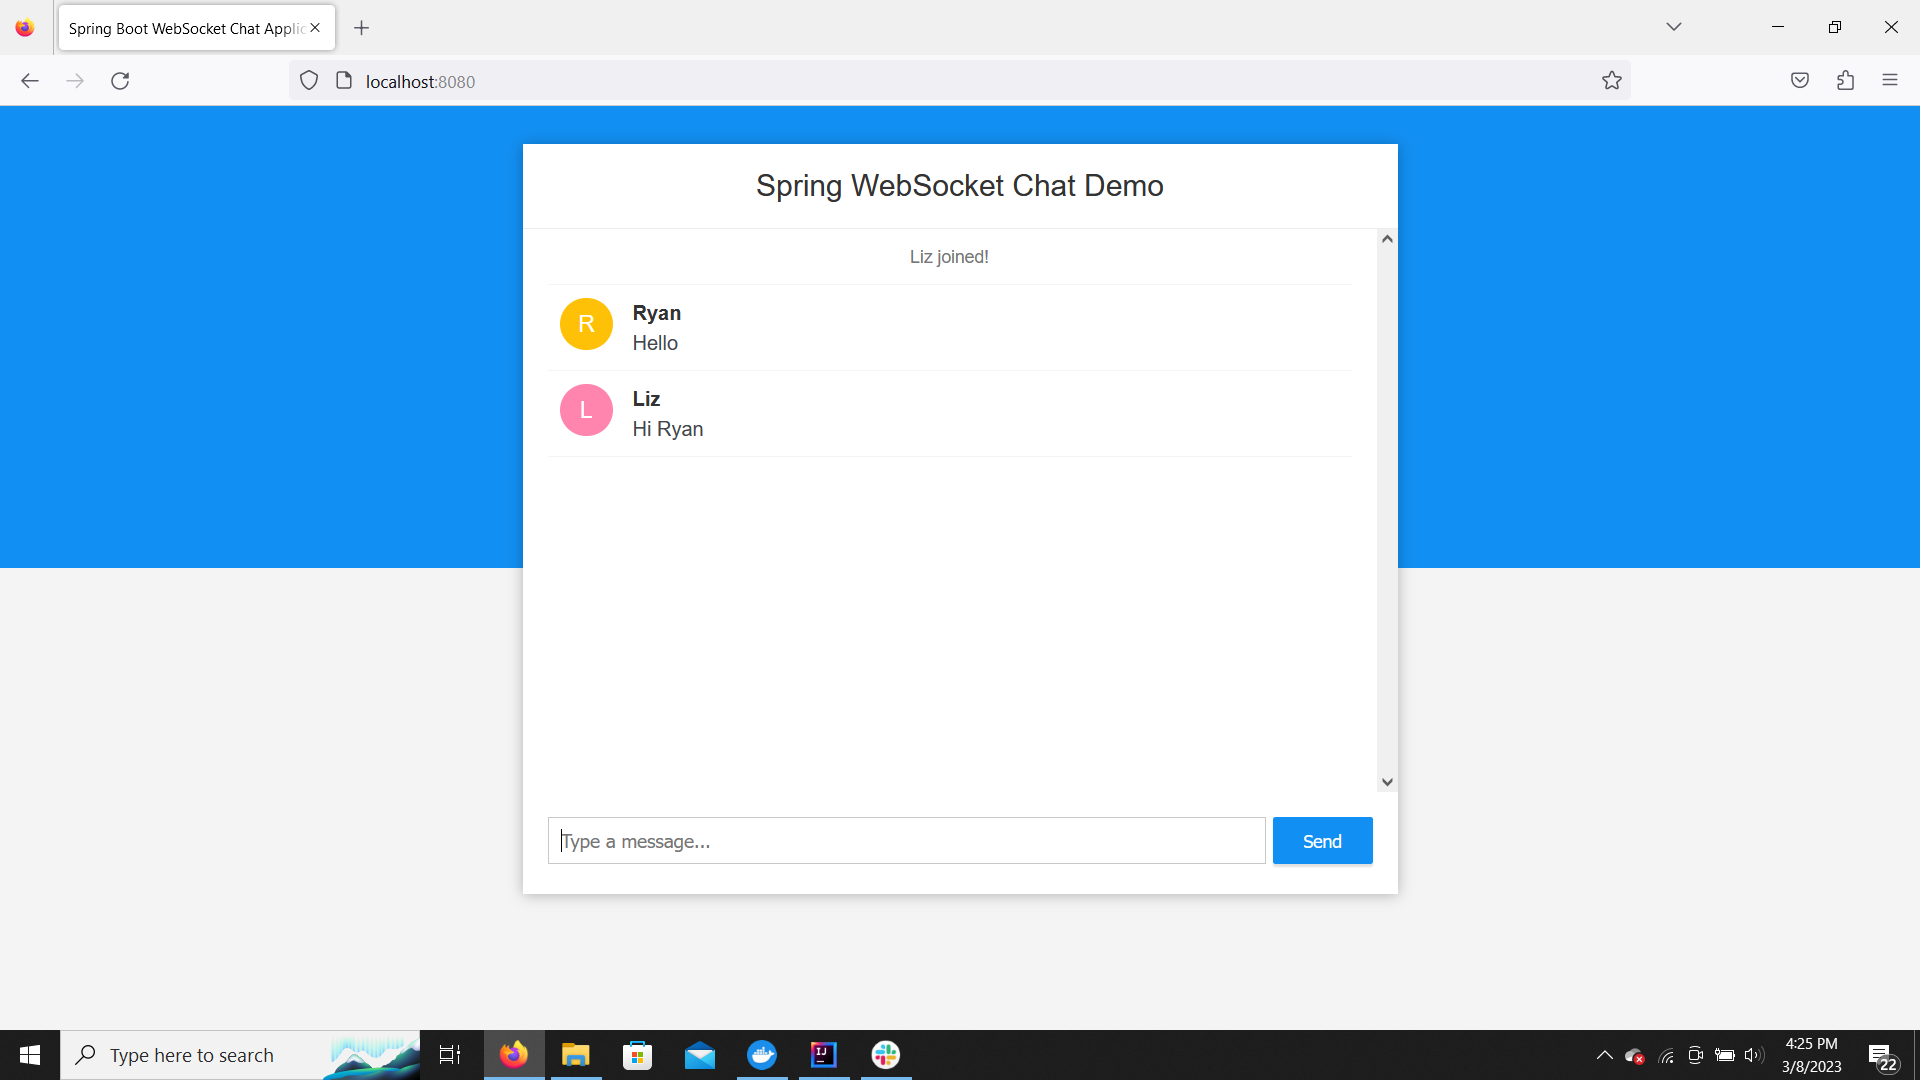 Spring Boot WebSocket Chat Applic
localhost:8080
Spring WebSocket Chat Demo
Liz joined!
R
Ryan
Hello
L
Liz
Hi Ryan
Type a message...
Send
Type here to search
IJ
4:25 PM
3/8/2023
22